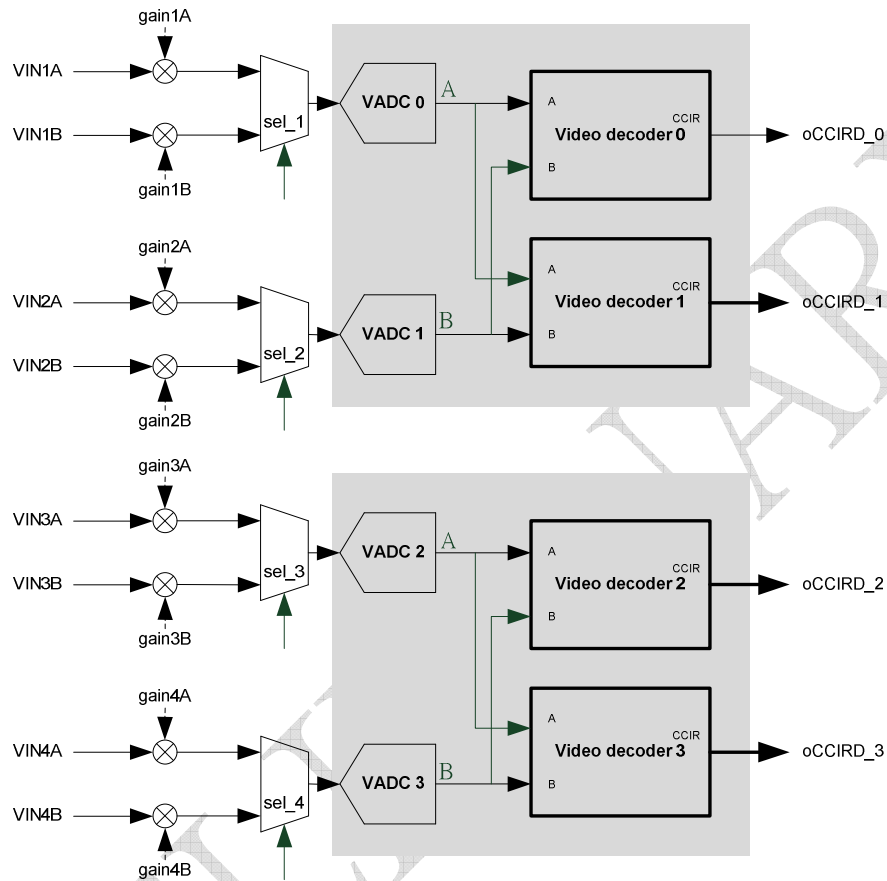 gain1A
VIN1A
VADC 0
A
sel_1
A
CCIR
Video decoder 0
oCCIRD_0
VIN1B
B
gain1B
gain2A
VIN2A
VADC 1
B
sel_2
A
CCIR
Video decoder 1
oCCIRD_1
B
VIN2B
gain2B
gain3A
VIN3A
VADC 2
A
sel_3
A
CCIR
Video decoder 2
oCCIRD_2
VIN3B
B
gain3B
gain4A
VIN4A
VADC 3
B
sel_4
A
CCIR
Video decoder 3
oCCIRD_3
B
VIN4B
gain4B